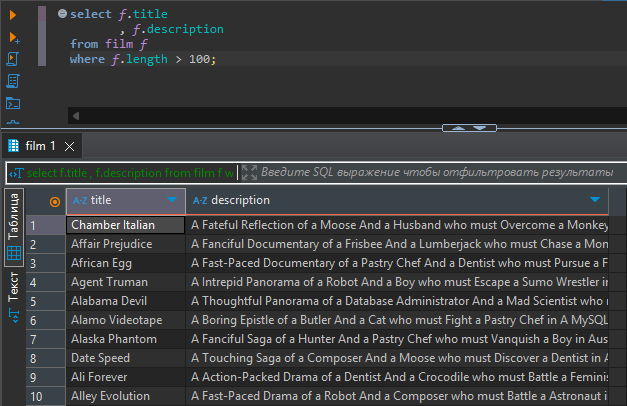 select f.title
, f.description
from film f
where f.length > 100;
film 1
select f.title , f.description from film f w
Введите SQL выражение чтобы отфильтровать результаты
Таблица
Текст
A-Z title
A-Z description
1 Chamber Italian A Fateful Reflection of a Moose And a Husband who must Overcome a Monkey
2 Affair Prejudice A Fanciful Documentary of a Frisbee And a Lumberjack who must Chase a Mon
3 African Egg A Fast-Paced Documentary of a Pastry Chef And a Dentist who must Pursue a F
4 Agent Truman A Intrepid Panorama of a Robot And a Boy who must Escape a Sumo Wrestler i
5 Alabama Devil A Thoughtful Panorama of a Database Administrator And a Mad Scientist who
6 Alamo Videotape A Boring Epistle of a Butler And a Cat who must Fight a Pastry Chef in A MySQL
7 Alaska Phantom A Fanciful Saga of a Hunter And a Pastry Chef who must Vanquish a Boy in Aus
8 Date Speed A Touching Saga of a Composer And a Moose who must Discover a Dentist in A
9 Ali Forever A Action-Packed Drama of a Dentist And a Crocodile who must Battle a Feminis
10 Alley Evolution A Fast-Paced Drama of a Robot And a Composer who must Battle a Astronaut i